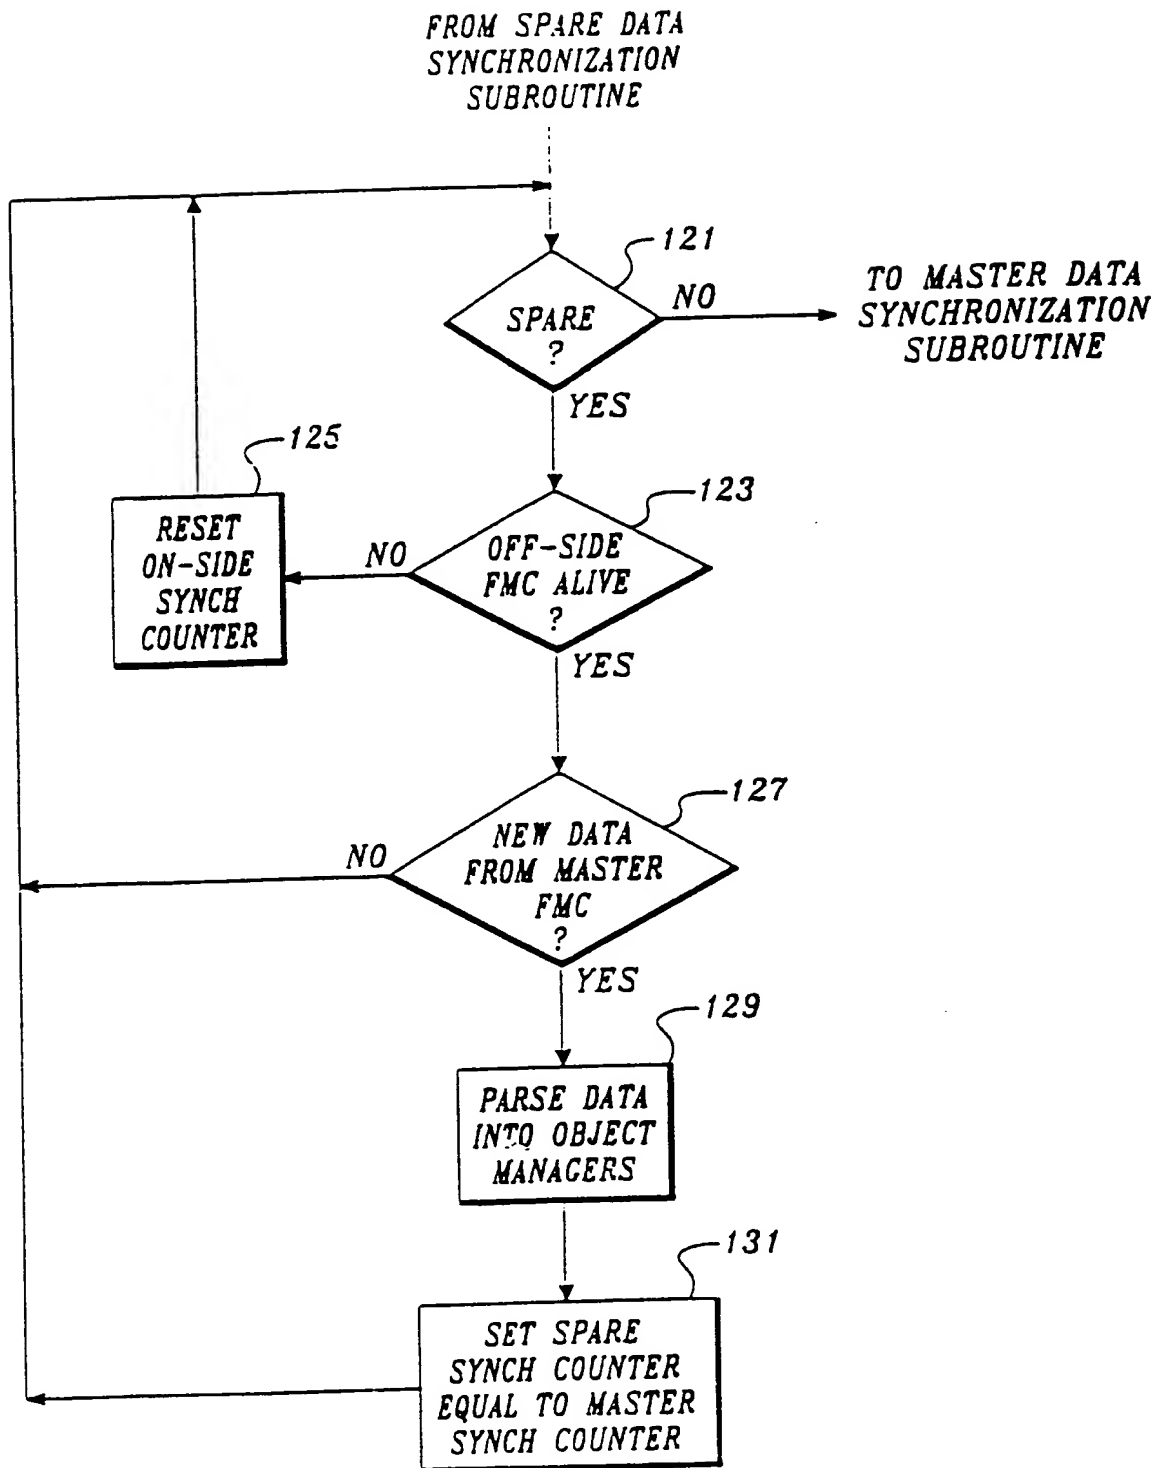 FROM SPARE DATA
SYNCHRONIZATION
SUBROUTINE
121
SPARE
?
NO
TO MASTER DATA
SYNCHRONIZATION
SUBROUTINE
YES
125
RESET
ON-SIDE
SYNCH
COUNTER
NO
123
OFF-SIDE
FMC ALIVE
?
YES
127
NEW DATA
FROM MASTER
FMC
?
NO
YES
129
PARSE DATA
INTO OBJECT
MANAGERS
131
SET SPARE
SYNCH COUNTER
EQUAL TO MASTER
SYNCH COUNTER